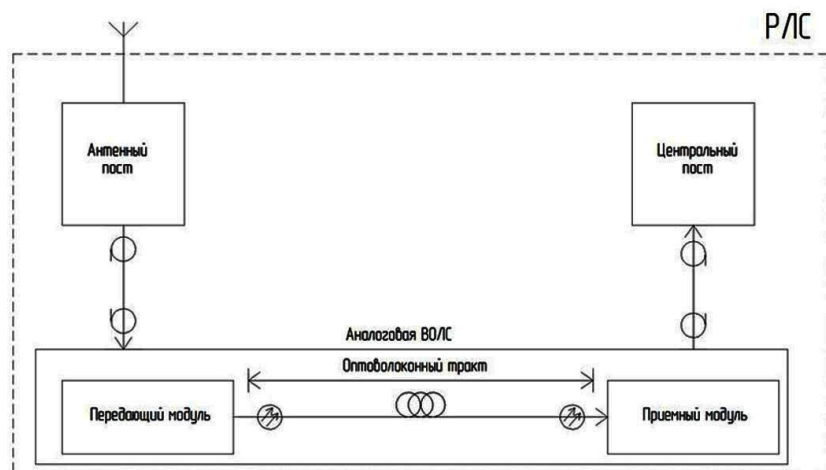 РЛС
Антенный
пост
Центральный
пост
Аналоговая ВОЛС
Оптоволоконный тракт
Передающий модуль
Приемный модуль